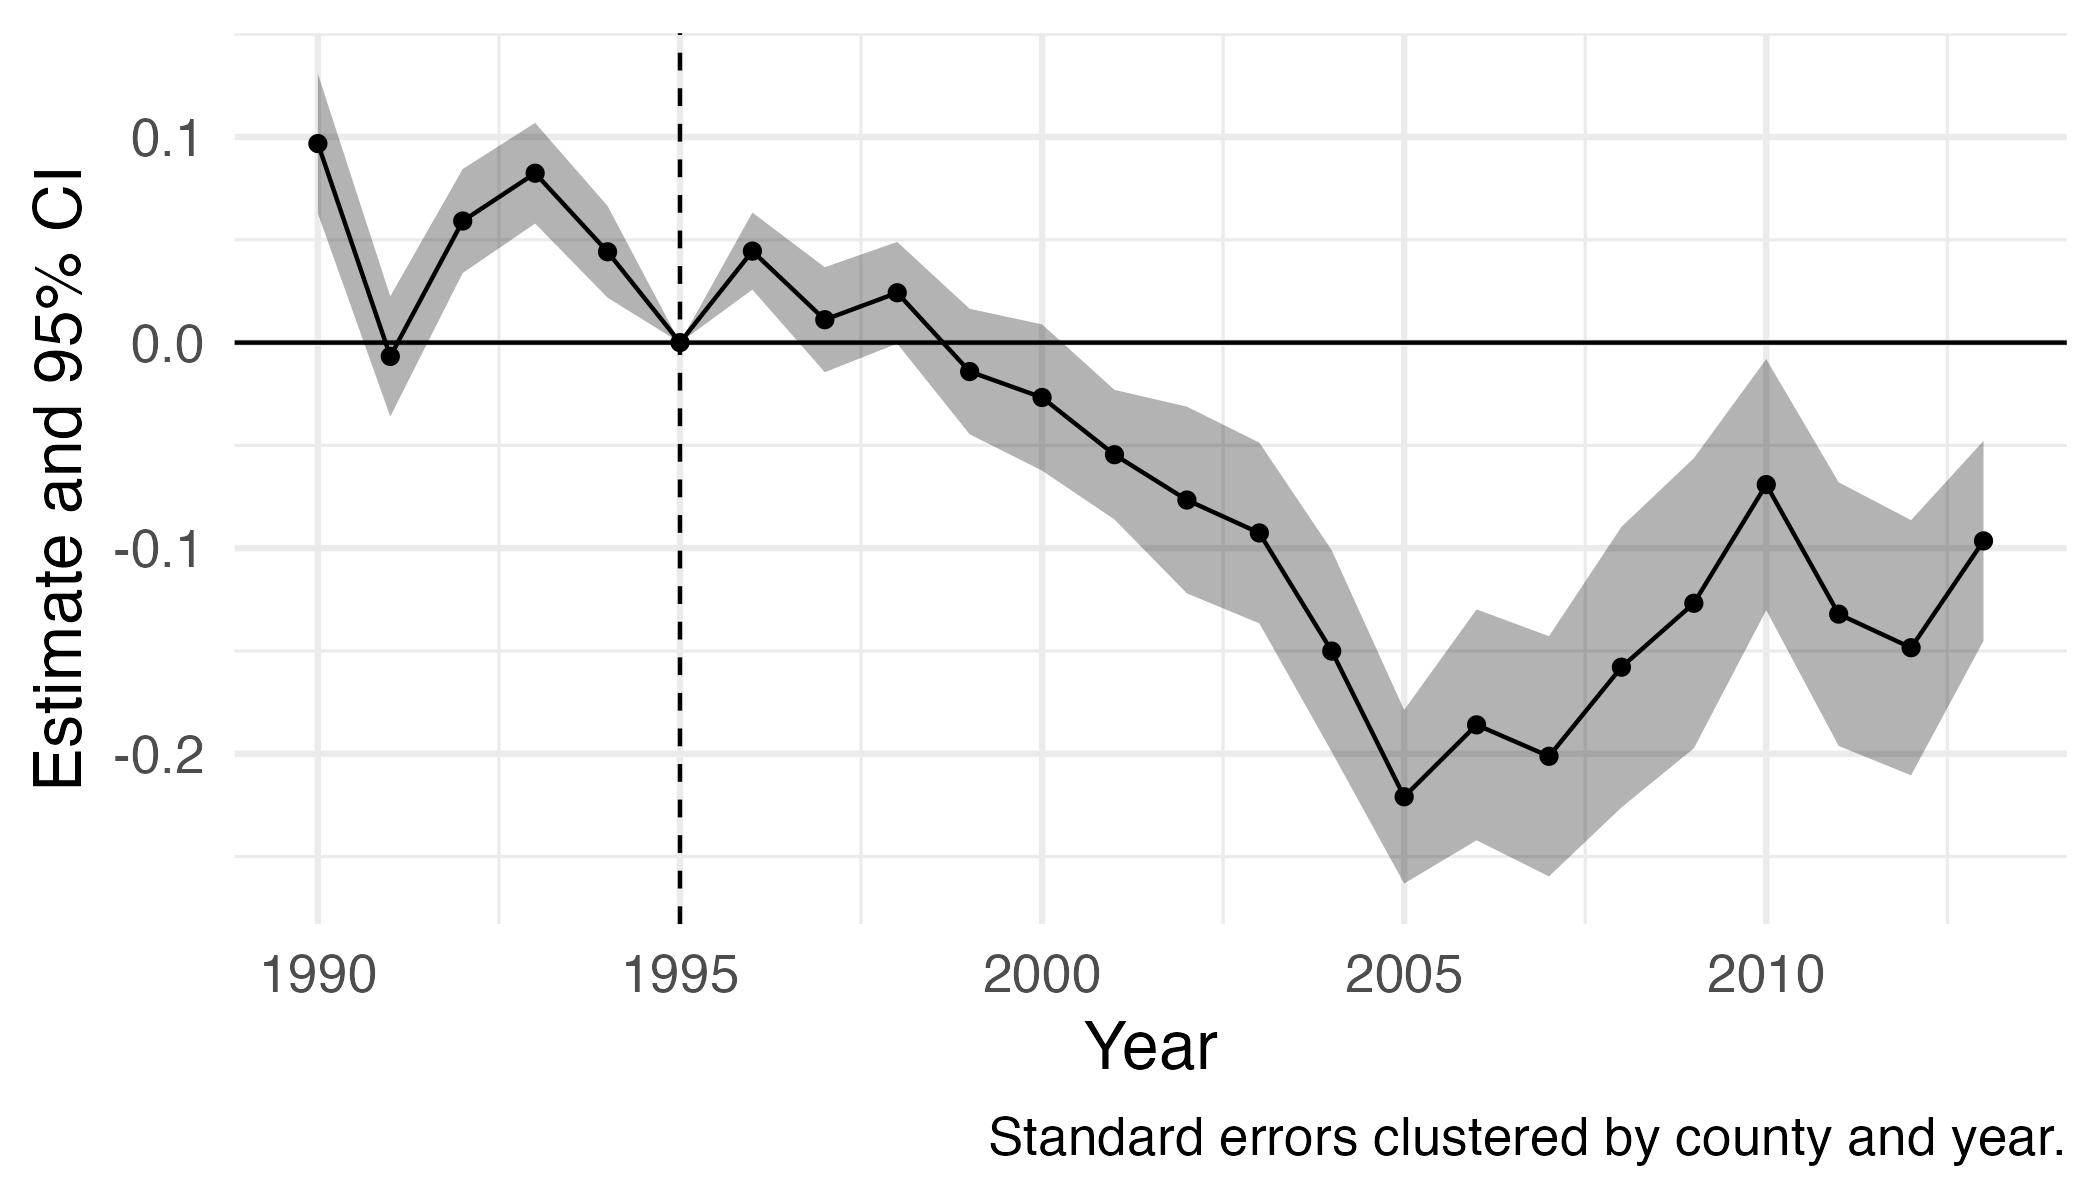 Estimate and 95% CI
0.1
0.0
-0.1
-0.2
1990 1995 2000 2005 2010
Year
Standard errors clustered by county and year.